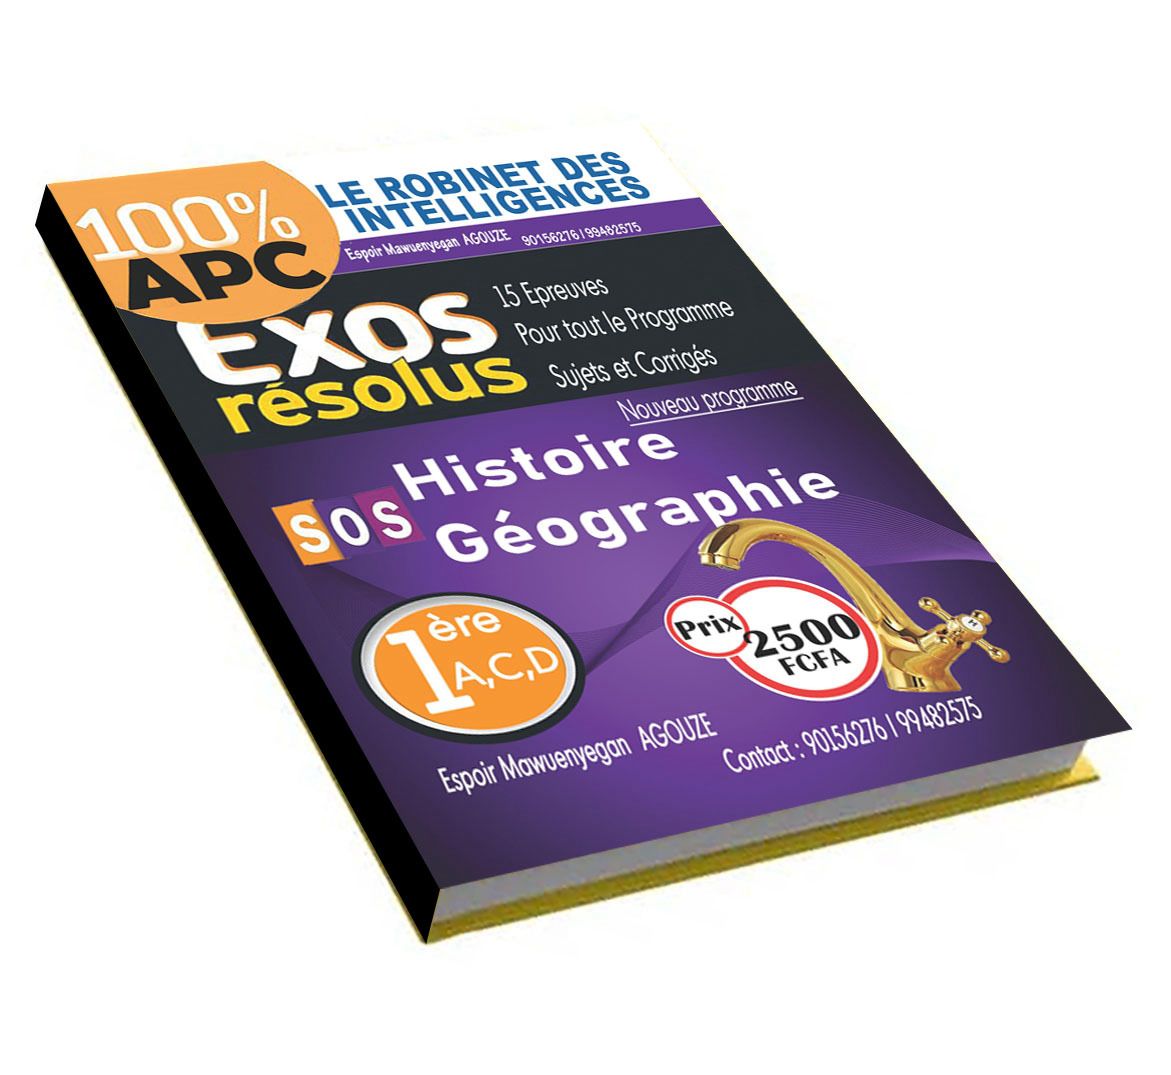 100%
APC
LE ROBINET DES
INTELLIGENCES
Espoir Mawuenyegan AGOUZE 90156276 / 99482575
Exos
résolus
15 Epreuves
Pour tout le Programme
Sujets et Corrigés
Nouveau programme
SOS
Histoire
Géographie
1ère
A,C,D
Prix
2500
FCFA
H
Espoir Mawuenyegan AGOUZE
Contact : 90156276 / 99482575